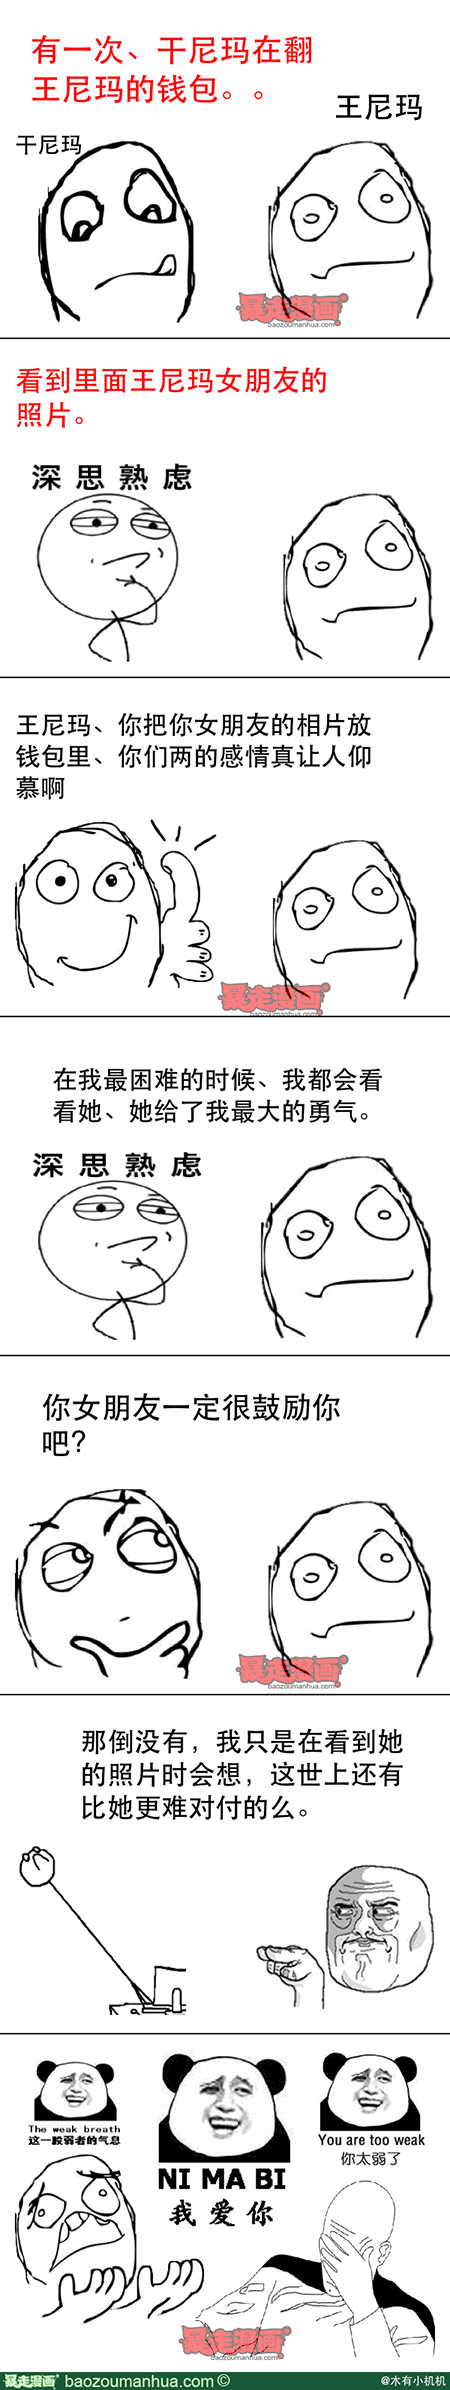 有一次、干尼玛在翻
王尼玛的钱包。。
王尼玛
干尼玛
暴走漫画
baozoumanhua.com
看到里面王尼玛女朋友的
照片。
深思熟虑
王尼玛、你把你女朋友的相片放
钱包里、你们两的感情真让人仰
慕啊
暴走漫画
baozoumanhua.com
在我最困难的时候、我都会看
看她、她给了我最大的勇气。
深思熟虑
你女朋友一定很鼓励你
吧?
暴走漫画
baozoumanhua.com
那倒没有，我只是在看到她
的照片时会想，这世上还有
比她更难对付的么。
The weak breath
这一股弱者的气息
NI MA BI
我爱你
You are too weak
你太弱了
暴走漫画
baozoumanhua.com
暴走漫画 baozoumanhua.com © @木有小机机